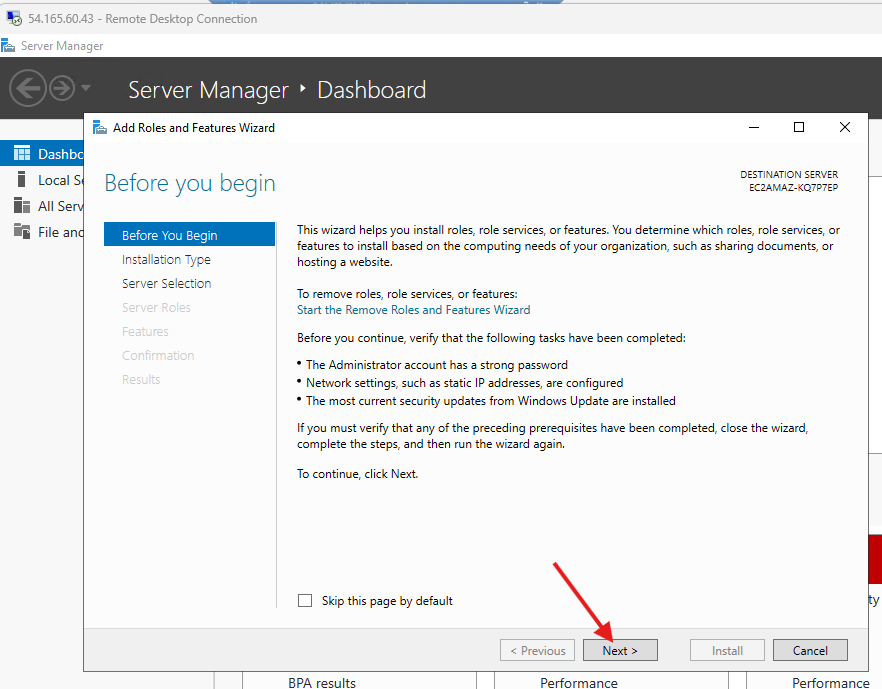 54.165.60.43 - Remote Desktop Connection
Server Manager
Server Manager ‣ Dashboard
Add Roles and Features Wizard
Before you begin
DESTINATION SERVER
EC2AMAZ-KQ7P7EP
Dashbo
Local Se
All Serv
File and
Before You Begin
Installation Type
Server Selection
Server Roles
Features
Confirmation
Results
This wizard helps you install roles, role services, or features. You determine which roles, role services, or
features to install based on the computing needs of your organization, such as sharing documents, or
hosting a website.
To remove roles, role services, or features:
Start the Remove Roles and Features Wizard
Before you continue, verify that the following tasks have been completed:
• The Administrator account has a strong password
• Network settings, such as static IP addresses, are configured
• The most current security updates from Windows Update are installed
If you must verify that any of the preceding prerequisites have been completed, close the wizard,
complete the steps, and then run the wizard again.
To continue, click Next.
Skip this page by default
ty
< Previous Next > Install Cancel
BPA results Performance Performance